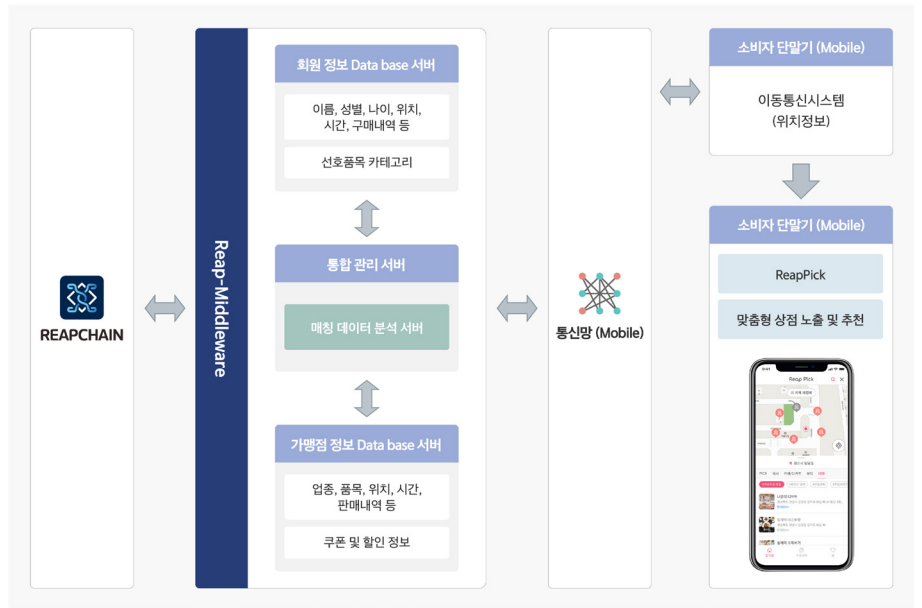 REAPCHAIN
Reap-Middleware
회원 정보 Data base 서버
이름, 성별, 나이, 위치,
시간, 구매내역 등
선호품목 카테고리
통합 관리 서버
매칭 데이터 분석 서버
가맹점 정보 Data base 서버
업종, 품목, 위치, 시간,
판매내역 등
쿠폰 및 할인 정보
통신망 (Mobile)
소비자 단말기 (Mobile)
이동통신시스템
(위치정보)
소비자 단말기 (Mobile)
ReapPick
맞춤형 상점 노출 및 추천
9:41
Reap Pick